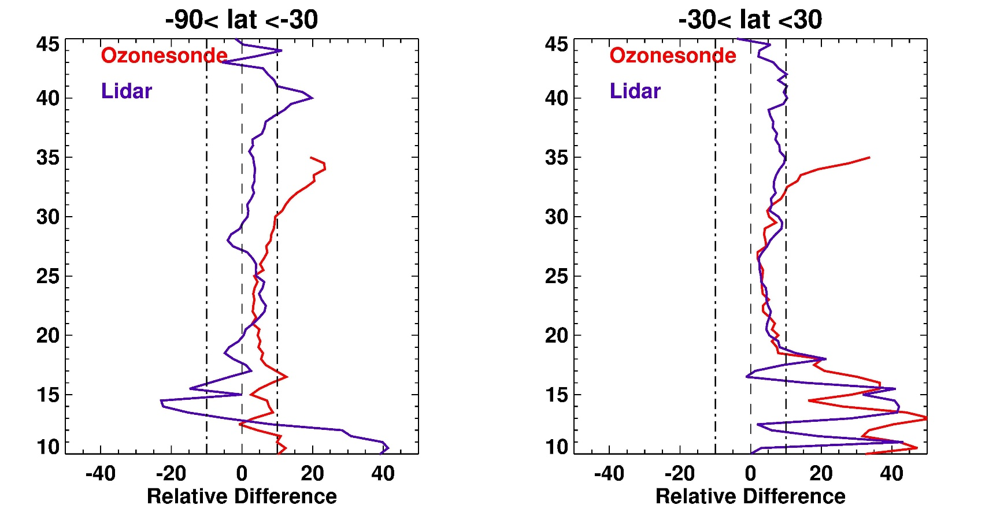 -90< lat <-30
45
40
35
30
25
20
15
10
Ozonesonde
Lidar
-40 -20 0 20 40
Relative Difference
-30< lat <30
45
40
35
30
25
20
15
10
Ozonesonde
Lidar
-40 -20 0 20 40
Relative Difference